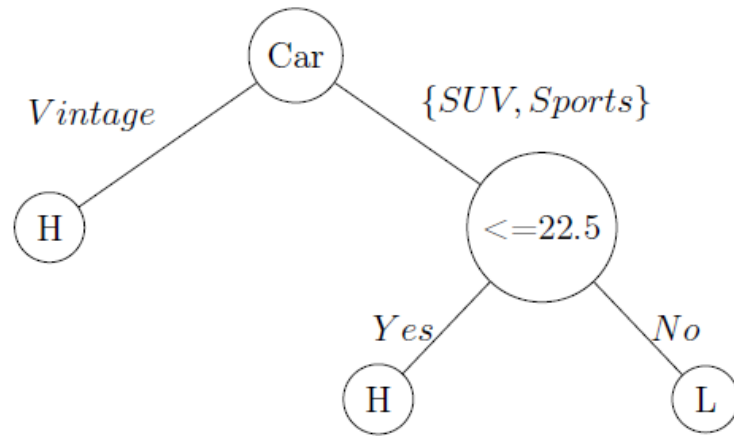 Car
Vintage
{SUV, Sports}
H
<=22.5
Yes
No
H
L